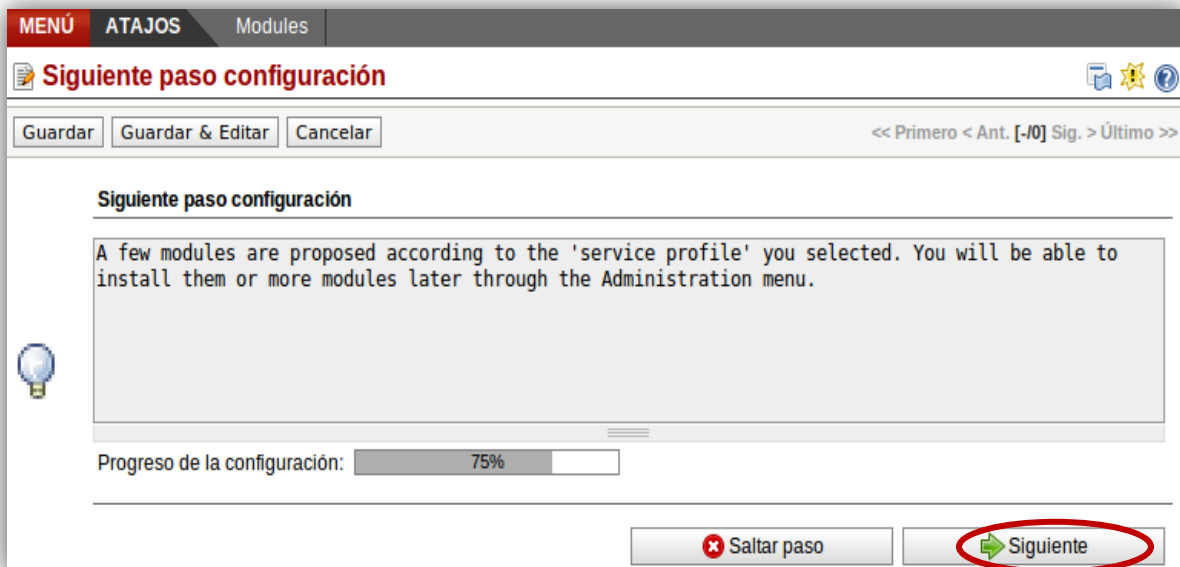 MENÚ ATAJOS Modules
Siguiente paso configuración
Guardar Guardar & Editar Cancelar << Primero < Ant. [-/0] Sig. > Último >>
Siguiente paso configuración
A few modules are proposed according to the 'service profile' you selected. You will be able to
install them or more modules later through the Administration menu.
Progreso de la configuración: 75%
Saltar paso Siguiente